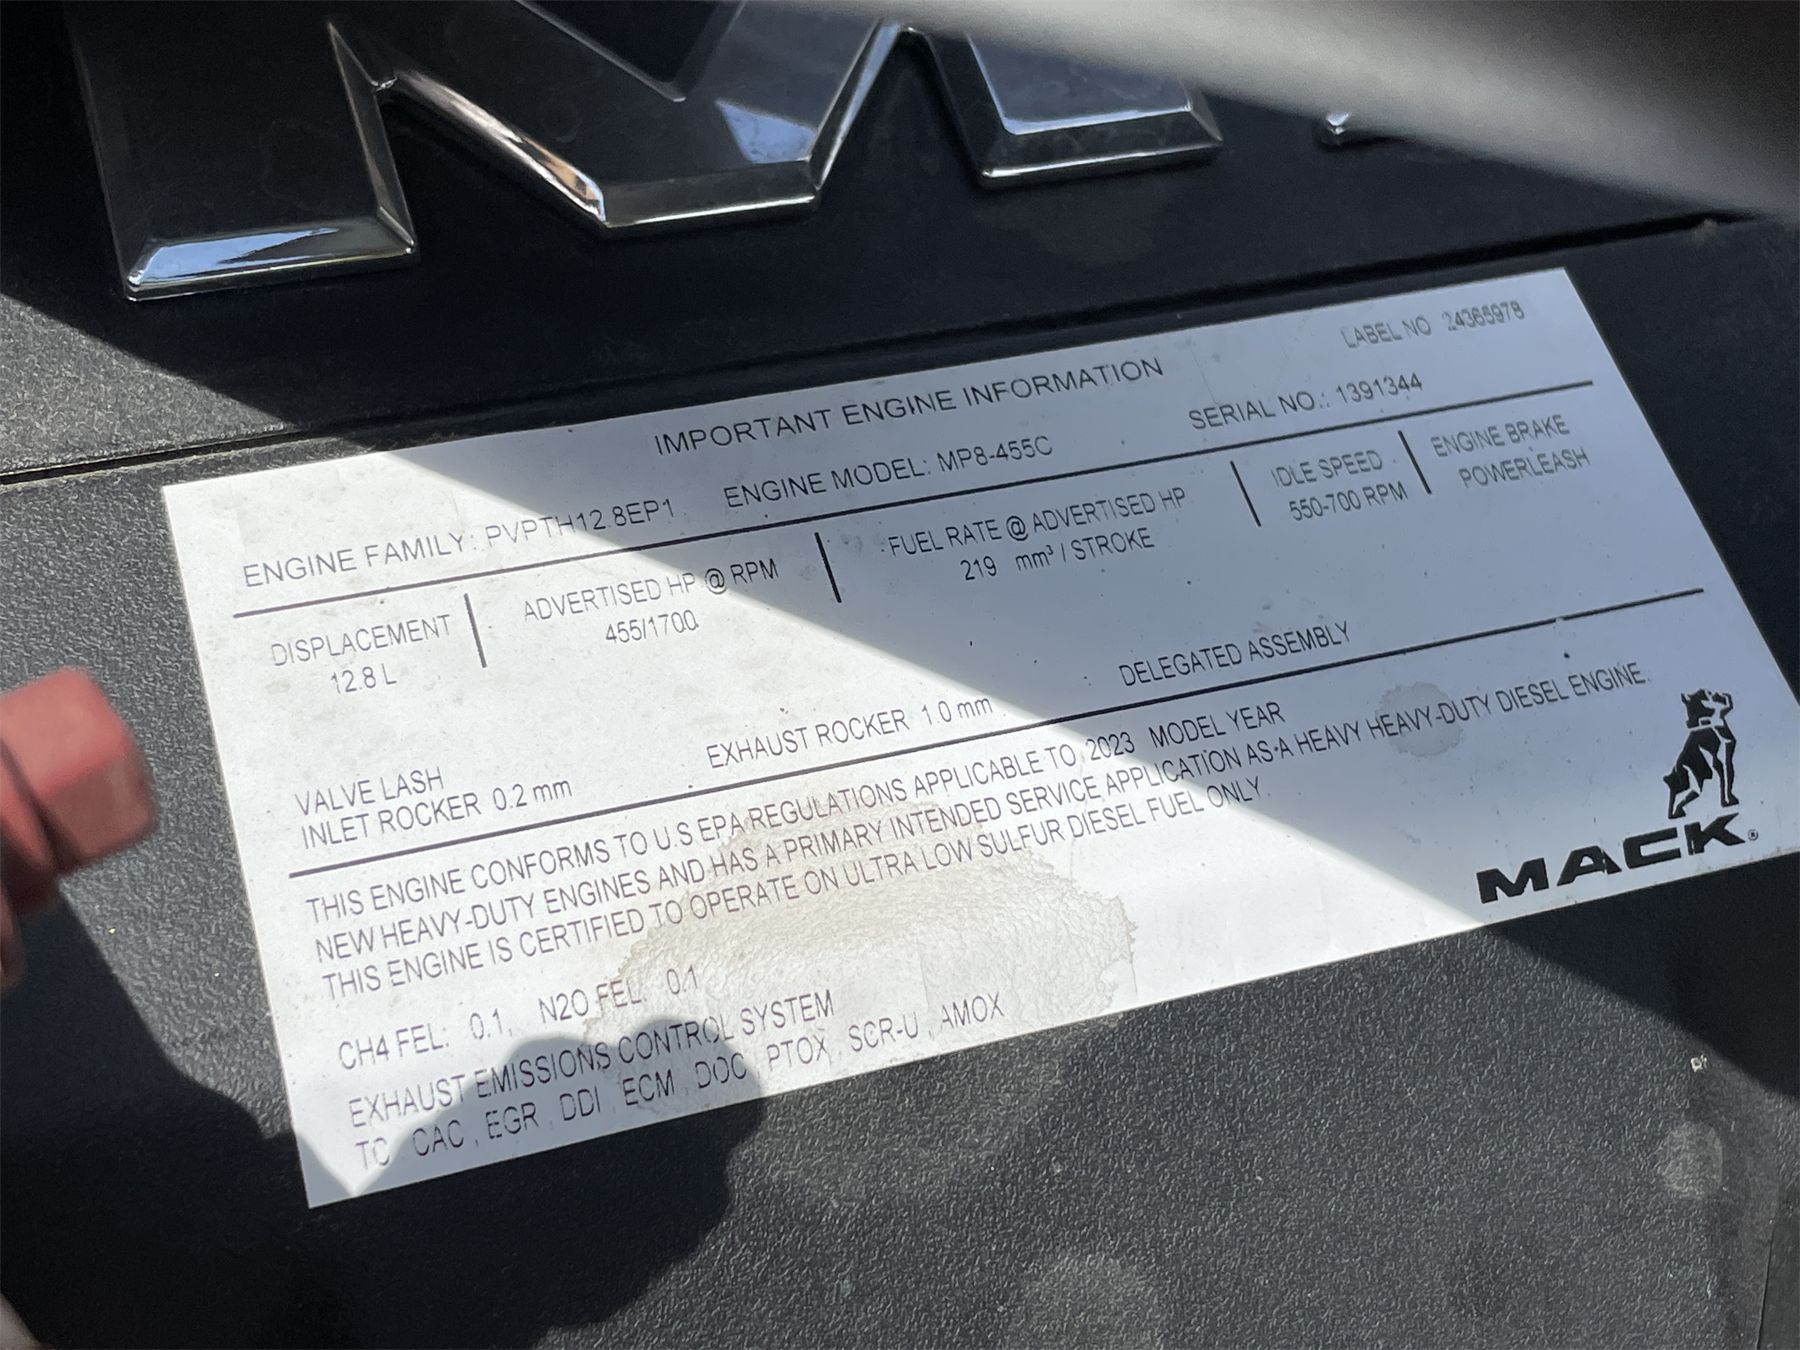 LABEL NO 24365978
IMPORTANT ENGINE INFORMATION
ENGINE FAMILY: PVPTH12.8EP1 ENGINE MODEL: MP8-455C SERIAL NO.: 1391344
DISPLACEMENT
12.8 L
ADVERTISED HP @ RPM
455/1700
FUEL RATE @ ADVERTISED HP
219 mm³ / STROKE
IDLE SPEED
550-700 RPM
ENGINE BRAKE
POWERLEASH
VALVE LASH
INLET ROCKER 0.2 mm EXHAUST ROCKER 1.0 mm DELEGATED ASSEMBLY
THIS ENGINE CONFORMS TO U.S EPA REGULATIONS APPLICABLE TO 2023 MODEL YEAR
NEW HEAVY-DUTY ENGINES AND HAS A PRIMARY INTENDED SERVICE APPLICATION AS A HEAVY HEAVY-DUTY DIESEL ENGINE.
THIS ENGINE IS CERTIFIED TO OPERATE ON ULTRA LOW SULFUR DIESEL FUEL ONLY.
CH4 FEL: 0.1, N2O FEL: 0.1
EXHAUST EMISSIONS CONTROL SYSTEM
TC CAC , EGR , DDI , ECM , DOC , PTOX , SCR-U , AMOX
MACK®